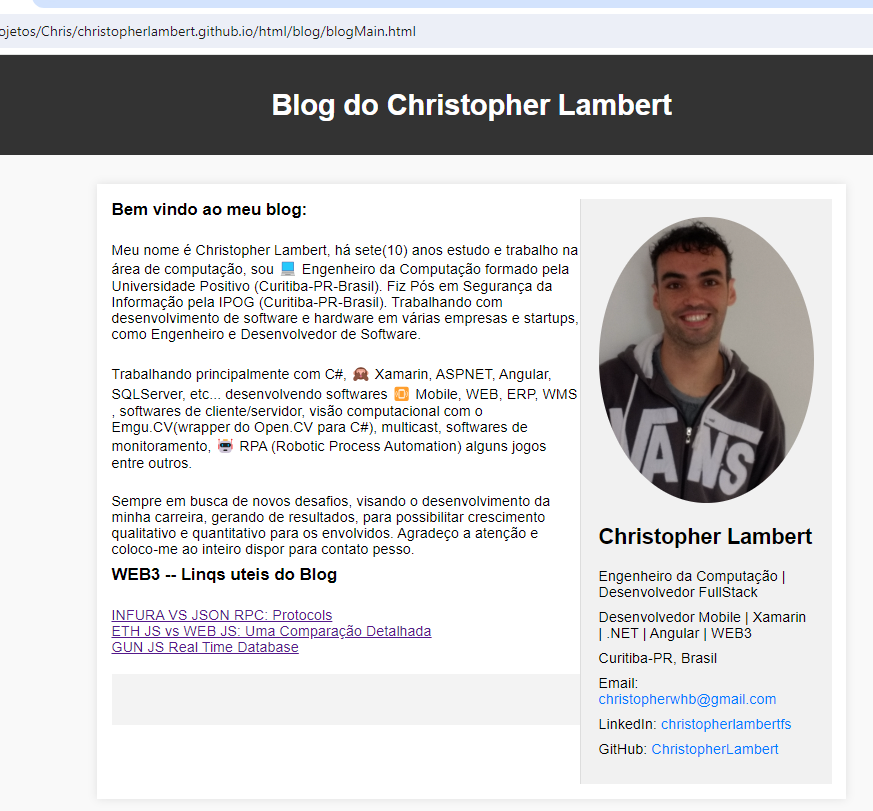 ojetos/Chris/christopherlambert.github.io/html/blog/blogMain.html
Blog do Christopher Lambert
Bem vindo ao meu blog:
Meu nome é Christopher Lambert, há sete(10) anos estudo e trabalho na
área de computação, sou 💻 Engenheiro da Computação formado pela
Universidade Positivo (Curitiba-PR-Brasil). Fiz Pós em Segurança da
Informação pela IPOG (Curitiba-PR-Brasil). Trabalhando com
desenvolvimento de software e hardware em várias empresas e startups,
como Engenheiro e Desenvolvedor de Software.
Trabalhando principalmente com C#, 🙊 Xamarin, ASPNET, Angular,
SQLServer, etc... desenvolvendo softwares 📳 Mobile, WEB, ERP, WMS
, softwares de cliente/servidor, visão computacional com o
Emgu.CV(wrapper do Open.CV para C#), multicast, softwares de
monitoramento, 🤖 RPA (Robotic Process Automation) alguns jogos
entre outros.
Sempre em busca de novos desafios, visando o desenvolvimento da
minha carreira, gerando de resultados, para possibilitar crescimento
qualitativo e quantitativo para os envolvidos. Agradeço a atenção e
coloco-me ao inteiro dispor para contato pesso.
WEB3 -- Linqs uteis do Blog
INFURA VS JSON RPC: Protocols
ETH JS vs WEB JS: Uma Comparação Detalhada
GUN JS Real Time Database
VANS
Christopher Lambert
Engenheiro da Computação |
Desenvolvedor FullStack
Desenvolvedor Mobile | Xamarin
| .NET | Angular | WEB3
Curitiba-PR, Brasil
Email:
christopherwhb@gmail.com
LinkedIn: christopherlambertfs
GitHub: ChristopherLambert